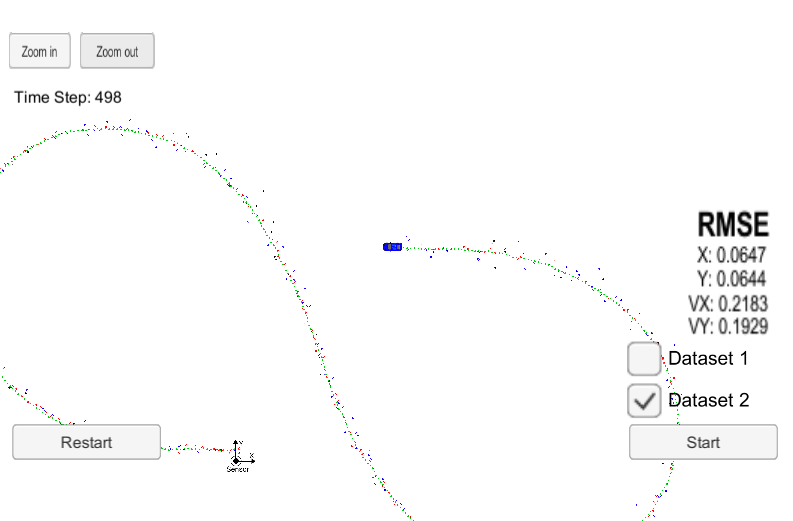 Zoom in
Zoom out
Time Step: 498
RMSE
X: 0.0647
Y: 0.0644
VX: 0.2183
VY: 0.1929
Dataset 1
Dataset 2
Restart
Start
Y
X
Sensor